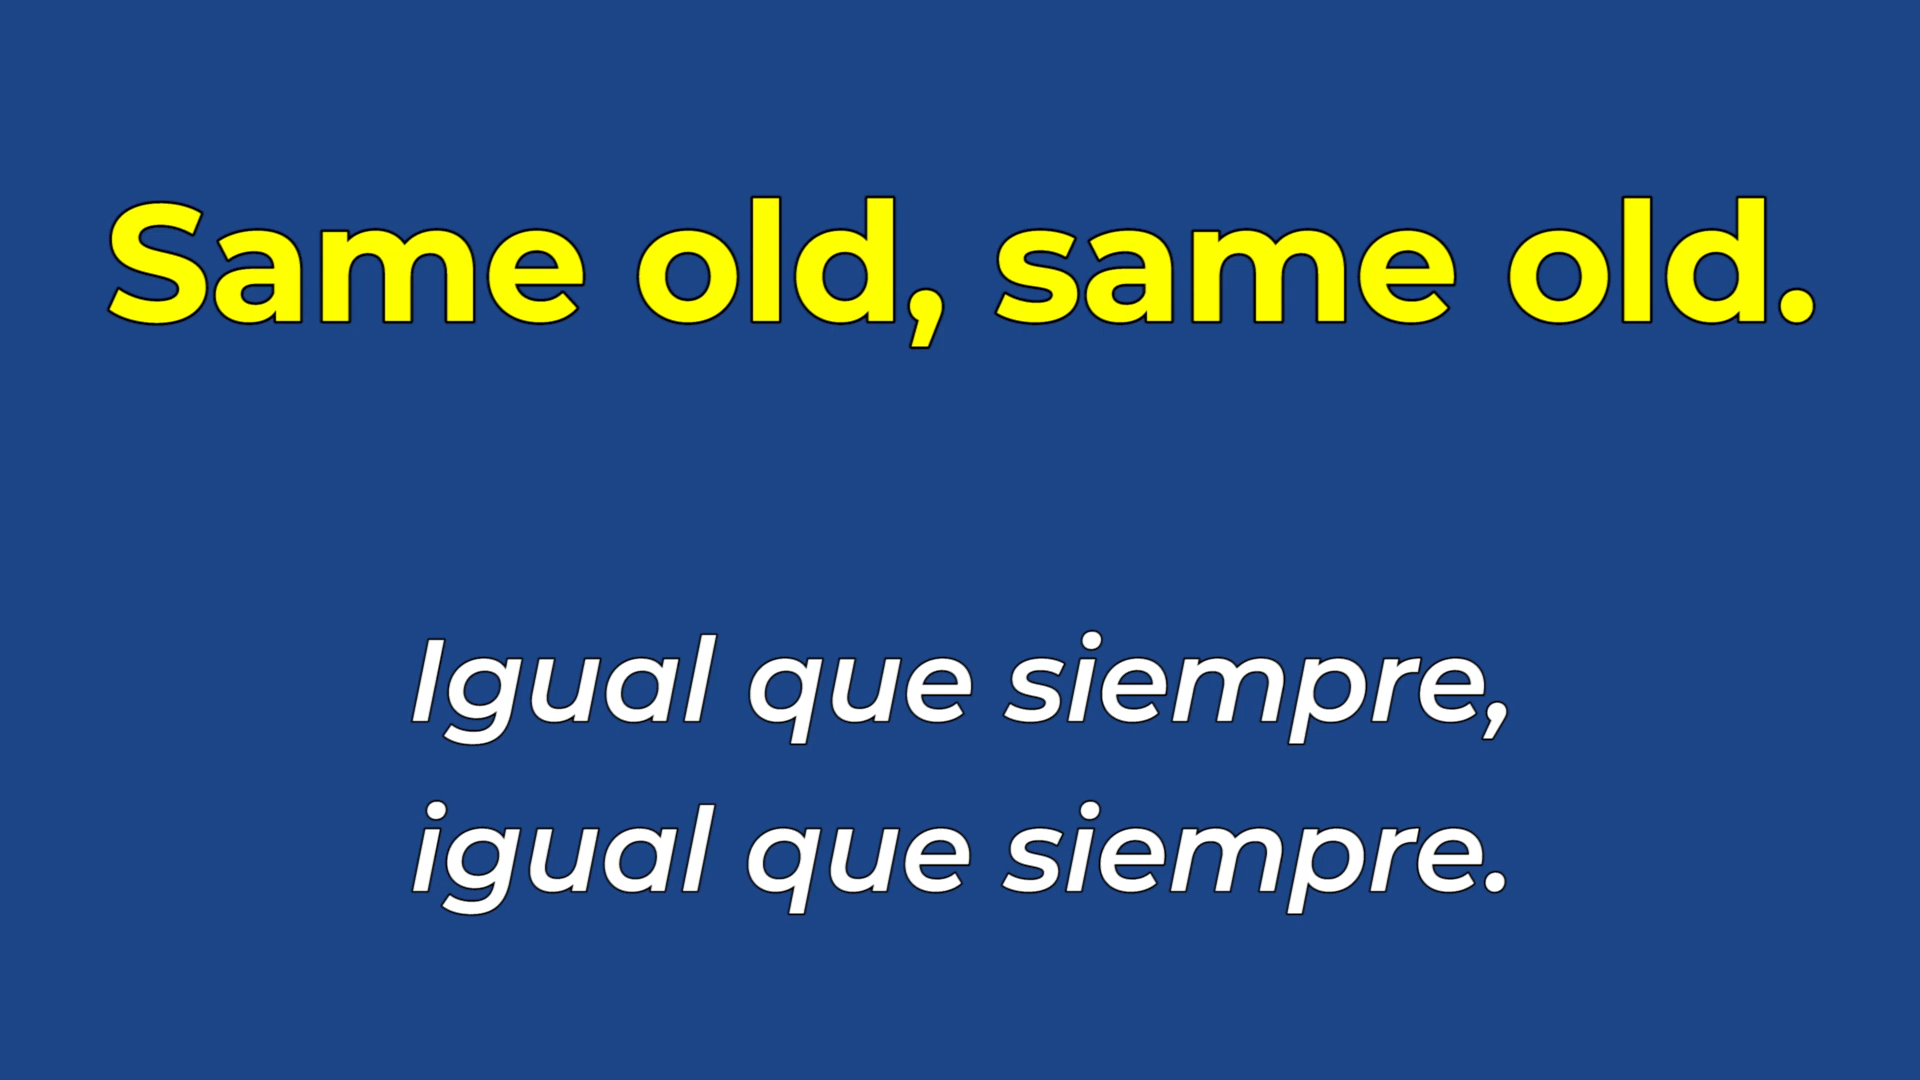 Same old, same old.
Igual que siempre,
igual que siempre.